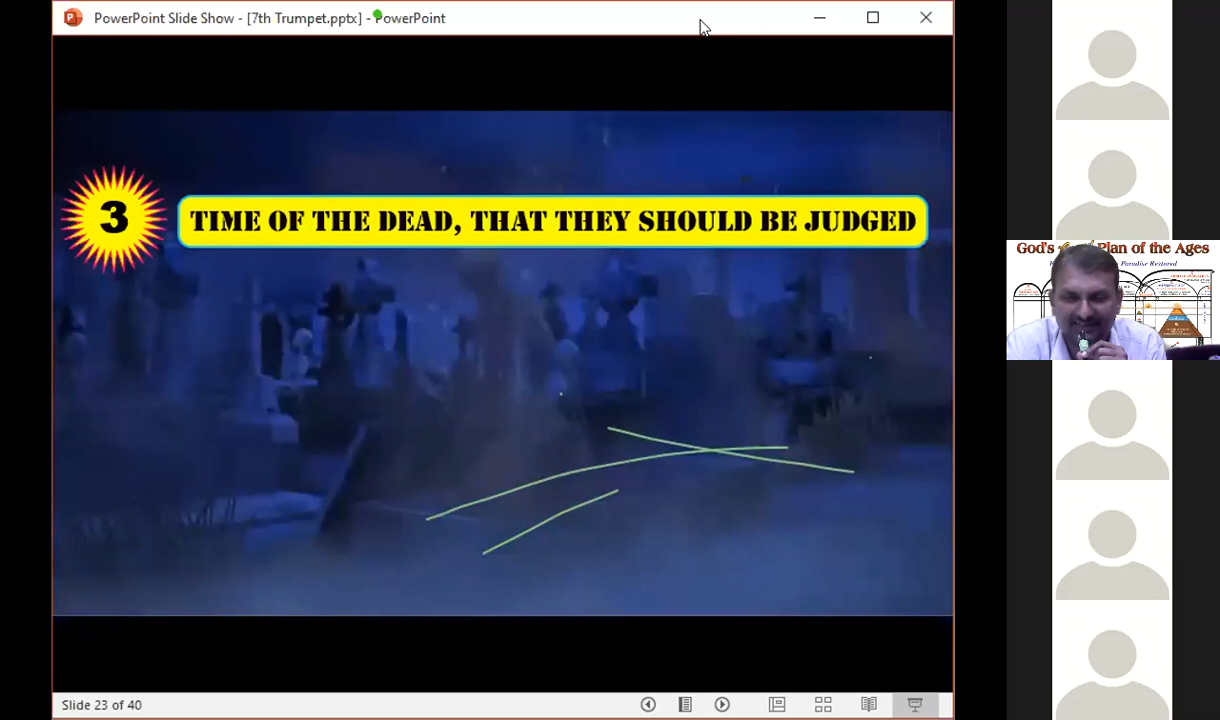 PowerPoint Slide Show - [7th Trumpet.pptx] - PowerPoint
3
TIME OF THE DEAD, THAT THEY SHOULD BE JUDGED
God's
Plan of the Ages
Paradise Restored
Slide 23 of 40